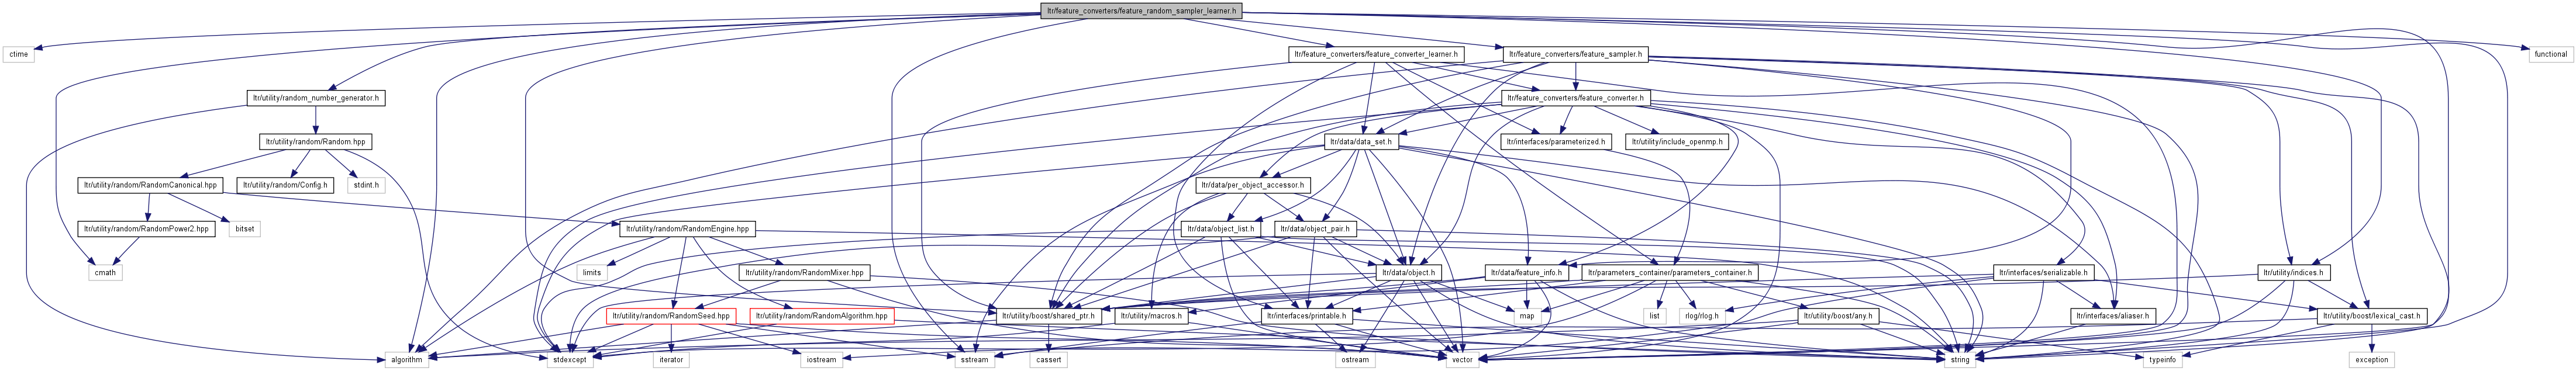 ltr/feature_converters/feature_random_sampler_learner.h
ctime
ltr/feature_converters/feature_converter_learner.h
ltr/feature_converters/feature_sampler.h
functional
ltr/utility/random_number_generator.h
ltr/feature_converters/feature_converter.h
ltr/utility/random/Random.hpp
ltr/data/data_set.h
ltr/interfaces/parameterized.h
ltr/utility/include_openmp.h
ltr/utility/random/RandomCanonical.hpp
ltr/utility/random/Config.h
stdint.h
ltr/data/per_object_accessor.h
ltr/utility/random/RandomPower2.hpp
bitset
ltr/utility/random/RandomEngine.hpp
ltr/data/object_list.h
ltr/data/object_pair.h
cmath
limits
ltr/utility/random/RandomMixer.hpp
ltr/data/object.h
ltr/data/feature_info.h
ltr/parameters_container/parameters_container.h
ltr/interfaces/serializable.h
ltr/utility/indices.h
ltr/utility/random/RandomSeed.hpp
ltr/utility/random/RandomAlgorithm.hpp
ltr/utility/boost/shared_ptr.h
ltr/utility/macros.h
ltr/interfaces/printable.h
map
list
rlog/rlog.h
ltr/utility/boost/any.h
ltr/interfaces/aliaser.h
ltr/utility/boost/lexical_cast.h
algorithm
stdexcept
iterator
iostream
sstream
cassert
ostream
vector
string
typeinfo
exception